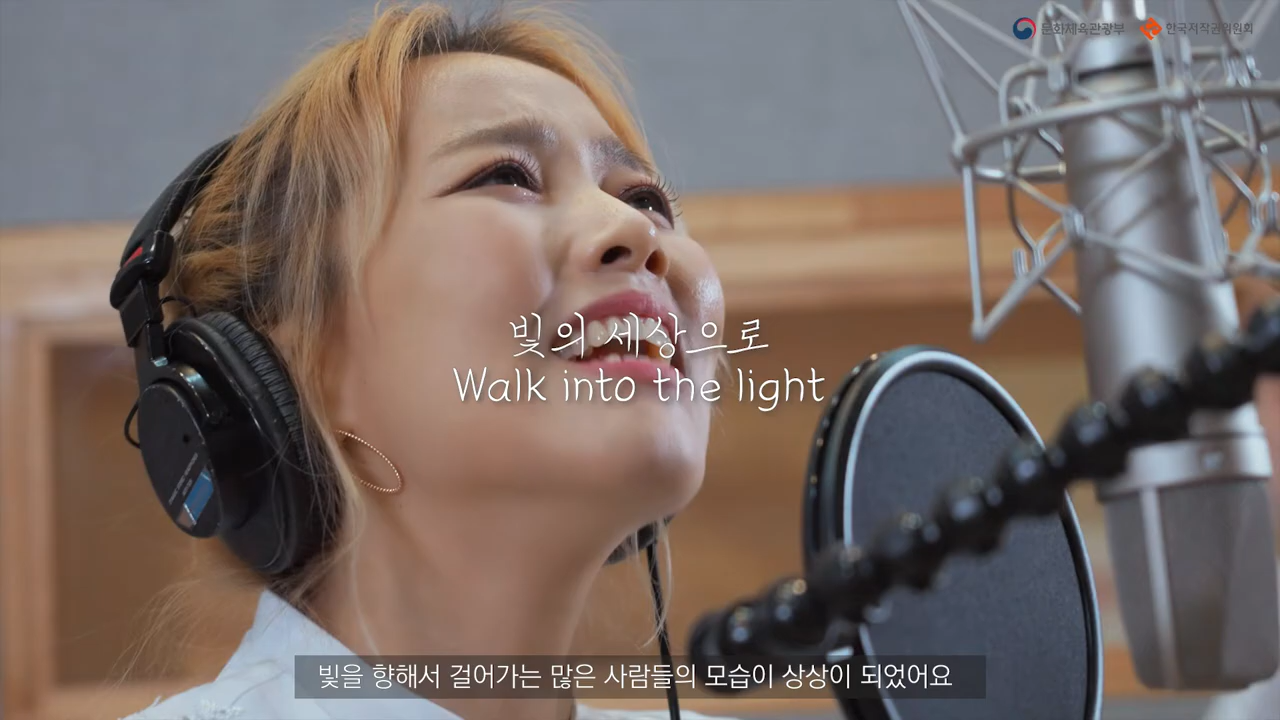 문화체육관광부 한국저작권위원회
빛의 세상으로
Walk into the light
빛을 향해서 걸어가는 많은 사람들의 모습이 상상이 되었어요